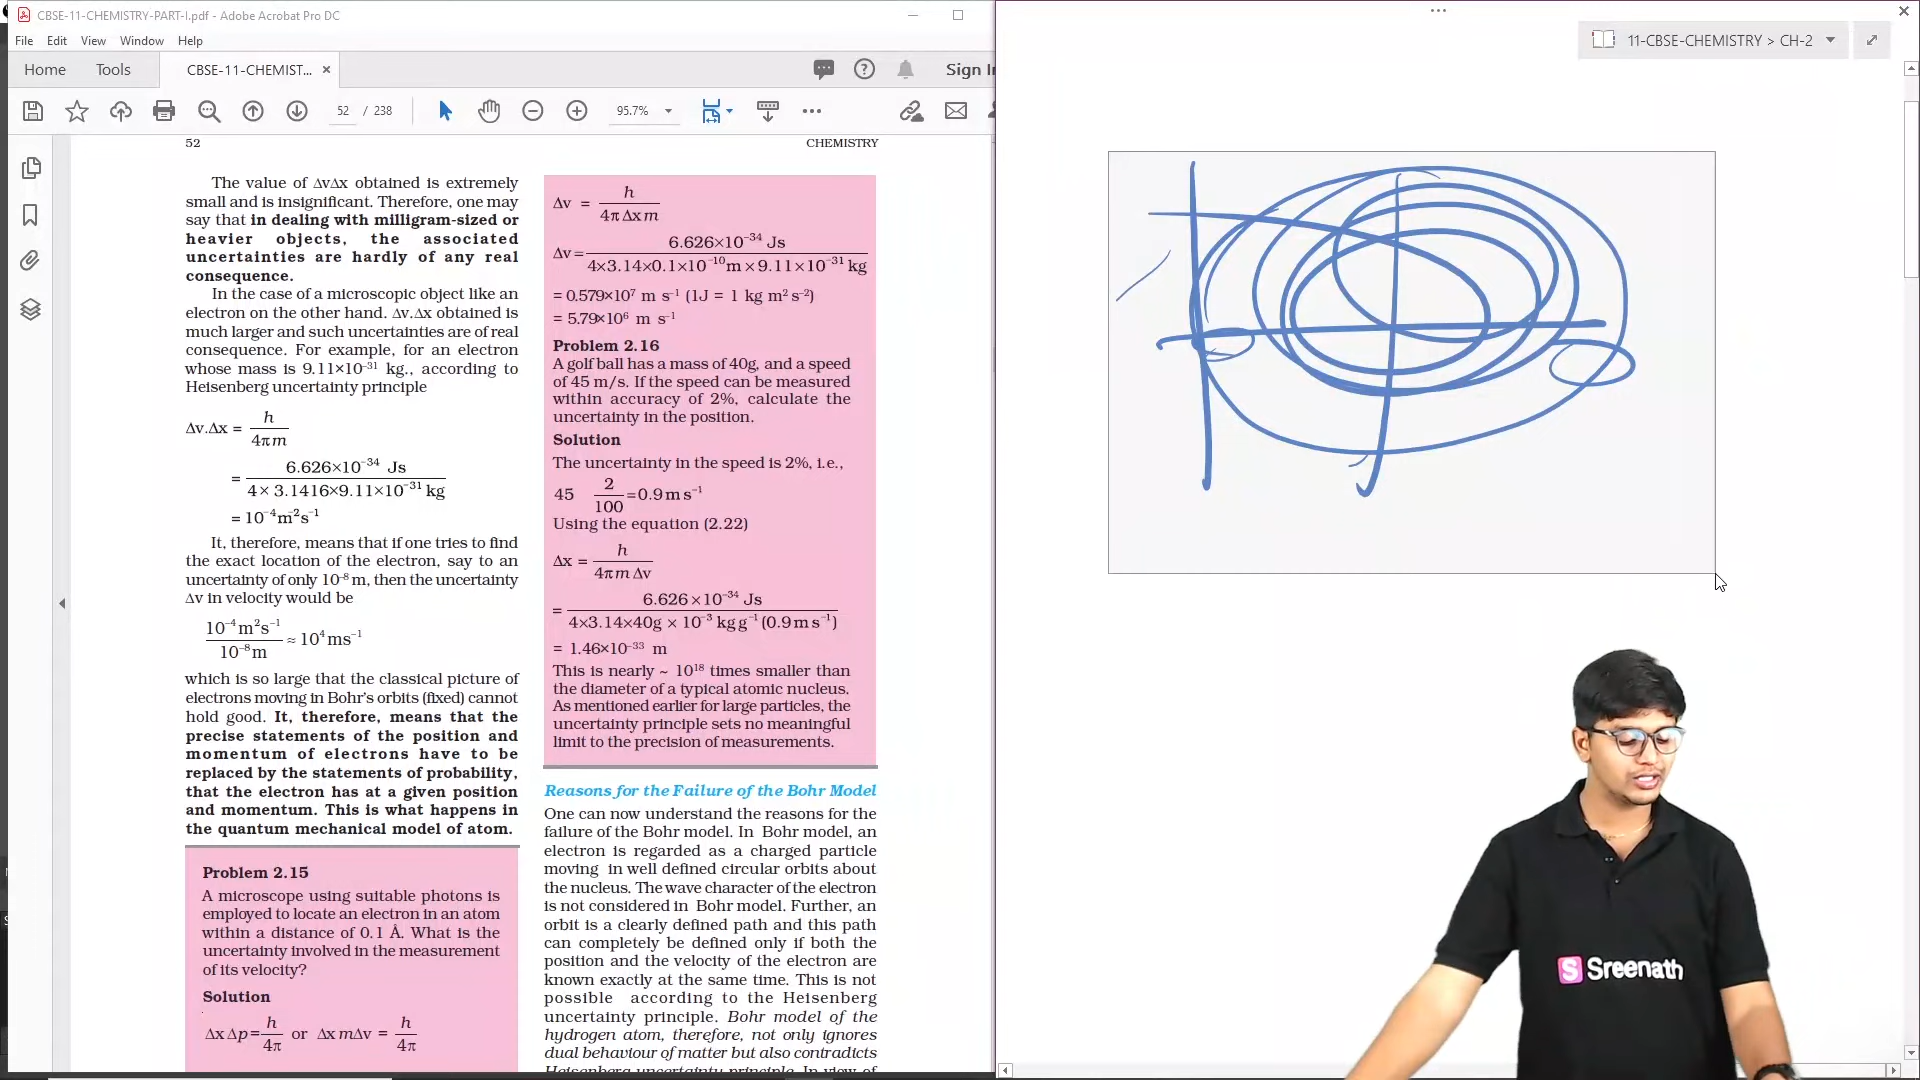 CBSE-11-CHEMISTRY-PART-I.pdf - Adobe Acrobat Pro DC
File Edit View Window Help
Home Tools CBSE-11-CHEMIST... × Sign I
52 / 238 95.7%
52 CHEMISTRY
The value of ΔvΔx obtained is extremely
small and is insignificant. Therefore, one may
say that in dealing with milligram-sized or
heavier objects, the associated
uncertainties are hardly of any real
consequence.
In the case of a microscopic object like an
electron on the other hand. Δv.Δx obtained is
much larger and such uncertainties are of real
consequence. For example, for an electron
whose mass is 9.11×10⁻³¹ kg., according to
Heisenberg uncertainty principle
Δv.Δx = h / 4πm
= 6.626×10⁻³⁴ Js / 4× 3.1416×9.11×10⁻³¹ kg
= 10⁻⁴m²s⁻¹
It, therefore, means that if one tries to find
the exact location of the electron, say to an
uncertainty of only 10⁻⁸ m, then the uncertainty
Δv in velocity would be
10⁻⁴m²s⁻¹ / 10⁻⁸m ≈ 10⁴ms⁻¹
which is so large that the classical picture of
electrons moving in Bohr's orbits (fixed) cannot
hold good. It, therefore, means that the
precise statements of the position and
momentum of electrons have to be
replaced by the statements of probability,
that the electron has at a given position
and momentum. This is what happens in
the quantum mechanical model of atom.
Problem 2.15
A microscope using suitable photons is
employed to locate an electron in an atom
within a distance of 0.1 Å. What is the
uncertainty involved in the measurement
of its velocity?
Solution
Δx Δp = h / 4π or Δx mΔv = h / 4π
Δv = h / 4πΔxm
Δv = 6.626×10⁻³⁴ Js / 4×3.14×0.1×10⁻¹⁰m×9.11×10⁻³¹ kg
= 0.579×10⁷ m s⁻¹ (1J = 1 kg m² s⁻²)
= 5.79×10⁶ m s⁻¹
Problem 2.16
A golf ball has a mass of 40g, and a speed
of 45 m/s. If the speed can be measured
within accuracy of 2%, calculate the
uncertainty in the position.
Solution
The uncertainty in the speed is 2%, i.e.,
45 2 / 100 = 0.9 m s⁻¹
Using the equation (2.22)
Δx = h / 4πm Δv
= 6.626×10⁻³⁴ Js / 4×3.14×40g × 10⁻³ kg g⁻¹ (0.9 m s⁻¹)
= 1.46×10⁻³³ m
This is nearly ~ 10¹⁸ times smaller than
the diameter of a typical atomic nucleus.
As mentioned earlier for large particles, the
uncertainty principle sets no meaningful
limit to the precision of measurements.
Reasons for the Failure of the Bohr Model
One can now understand the reasons for the
failure of the Bohr model. In Bohr model, an
electron is regarded as a charged particle
moving in well defined circular orbits about
the nucleus. The wave character of the electron
is not considered in Bohr model. Further, an
orbit is a clearly defined path and this path
can completely be defined only if both the
position and the velocity of the electron are
known exactly at the same time. This is not
possible according to the Heisenberg
uncertainty principle. Bohr model of the
hydrogen atom, therefore, not only ignores
dual behaviour of matter but also contradicts
Heisenberg uncertainty principle. In view of
11-CBSE-CHEMISTRY > CH-2
S Sreenath